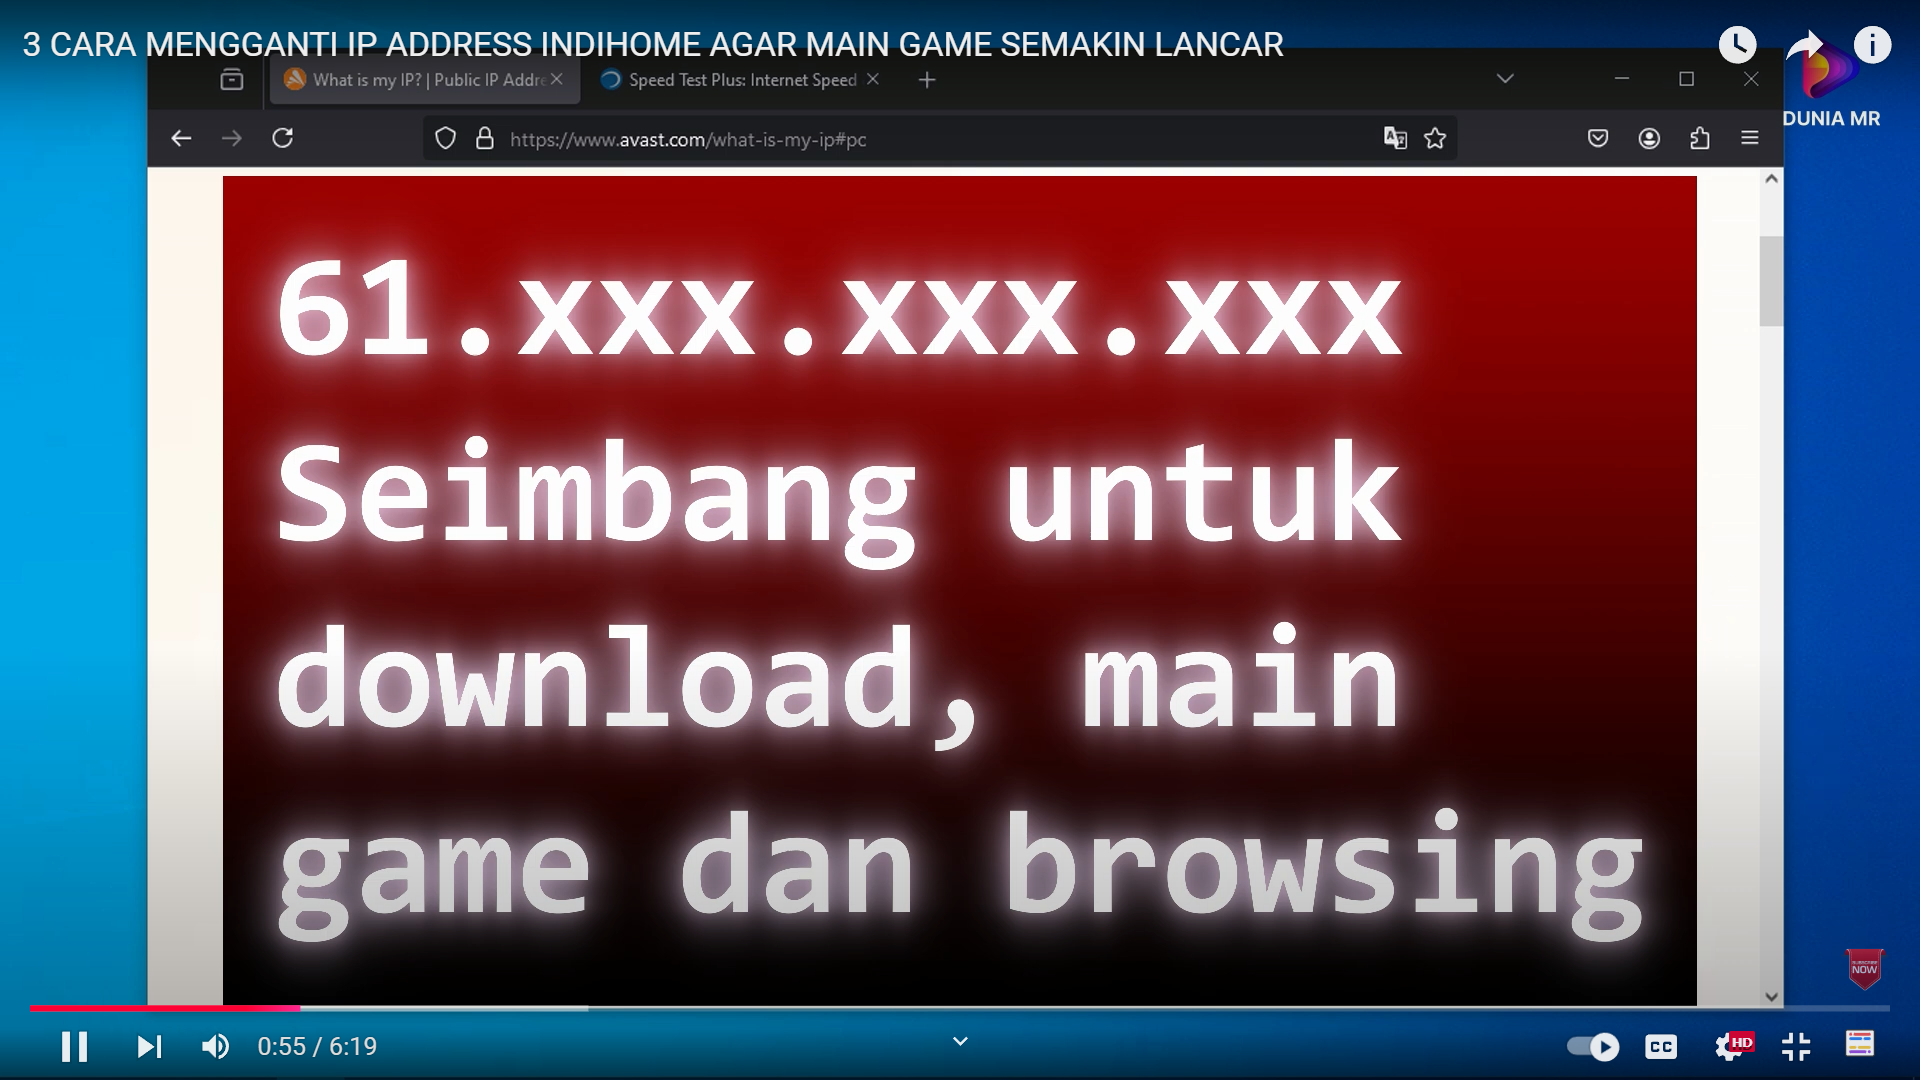 3 CARA MENGGANTI IP ADDRESS INDIHOME AGAR MAIN GAME SEMAKIN LANCAR
What is my IP? | Public IP Addre
Speed Test Plus: Internet Speed
https://www.avast.com/what-is-my-ip#pc
DUNIA MR
61.xxx.xxx.xxx
Seimbang untuk
download, main
game dan browsing
SUBSCRIBE
NOW
0:55 / 6:19
CC
HD